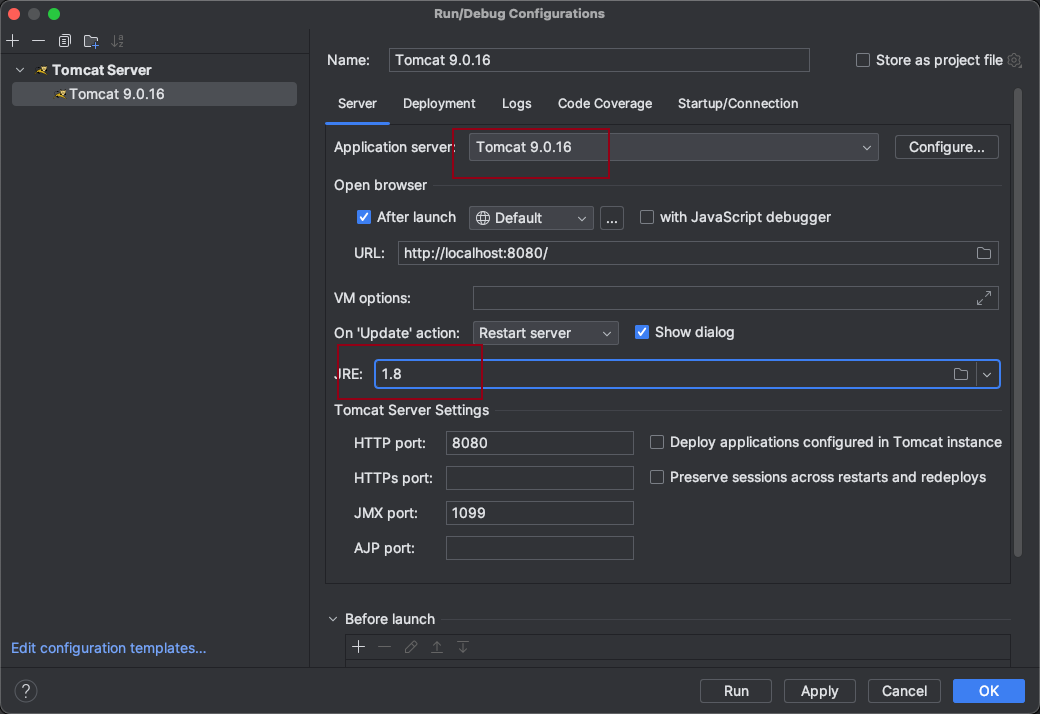 Run/Debug Configurations
Tomcat Server
Tomcat 9.0.16
Edit configuration templates...
Name: Tomcat 9.0.16 Store as project file
Server Deployment Logs Code Coverage Startup/Connection
Application server: Tomcat 9.0.16 Configure...
Open browser
After launch Default ... with JavaScript debugger
URL: http://localhost:8080/
VM options:
On 'Update' action: Restart server Show dialog
JRE: 1.8
Tomcat Server Settings
HTTP port: 8080 Deploy applications configured in Tomcat instance
HTTPs port: Preserve sessions across restarts and redeploys
JMX port: 1099
AJP port:
Before launch
? Run Apply Cancel OK